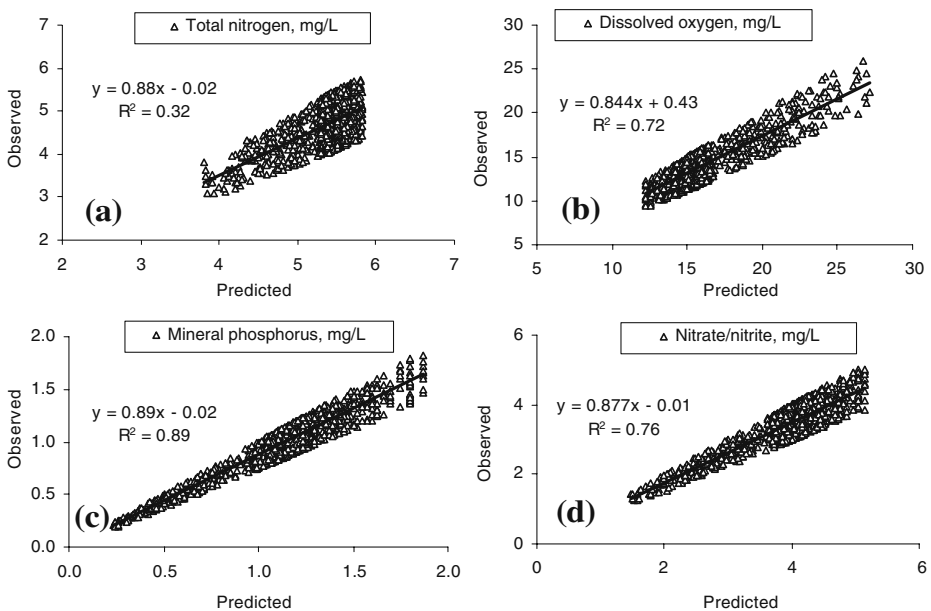 Total nitrogen, mg/L
y = 0.88x - 0.02
R² = 0.32
Observed
7
6
5
4
3
2
(a)
2 3 4 5 6 7
Predicted
Dissolved oxygen, mg/L
y = 0.844x + 0.43
R² = 0.72
Observed
30
25
20
15
10
5
(b)
5 10 15 20 25 30
Predicted
Mineral phosphorus, mg/L
y = 0.89x - 0.02
R² = 0.89
Observed
2.0
1.5
1.0
0.5
0.0
(c)
0.0 0.5 1.0 1.5 2.0
Predicted
Nitrate/nitrite, mg/L
y = 0.877x - 0.01
R² = 0.76
Observed
6
4
2
0
(d)
0 2 4 6
Predicted